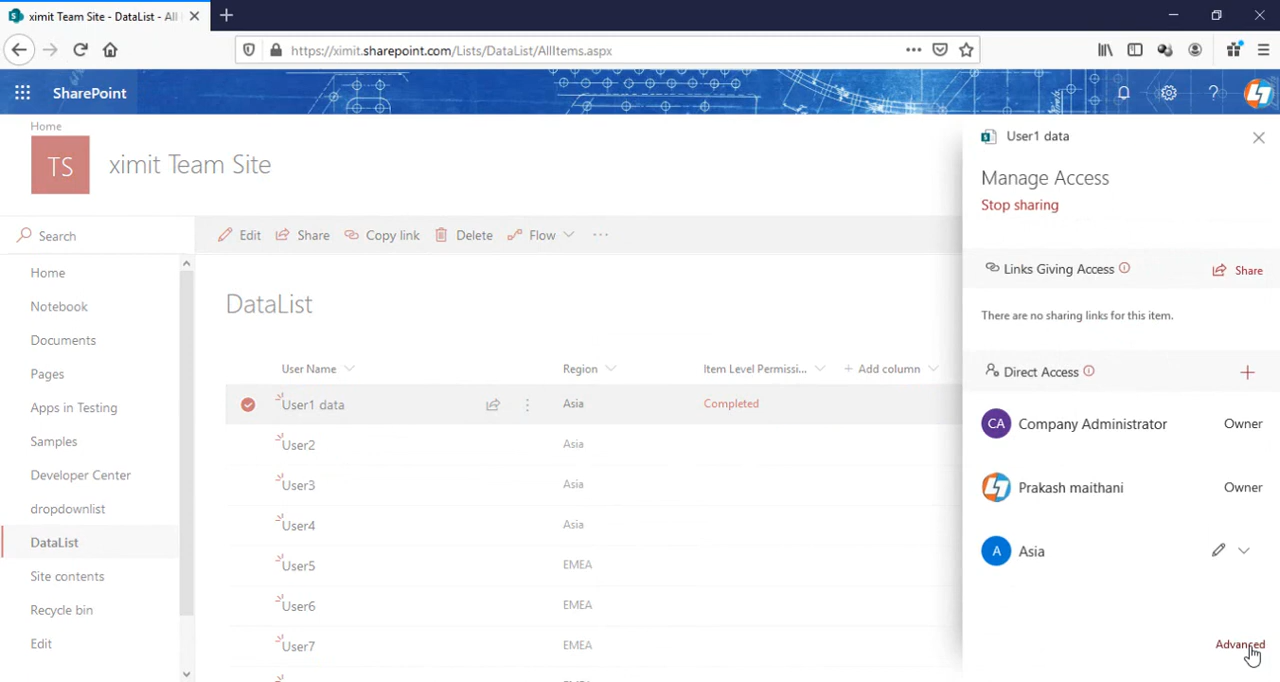 ximit Team Site - DataList - All
https://ximit.sharepoint.com/Lists/DataList/AllItems.aspx
SharePoint
Home
TS
ximit Team Site
Search
Edit
Share
Copy link
Delete
Flow
Home
Notebook
Documents
Pages
Apps in Testing
Samples
Developer Center
dropdownlist
DataList
Site contents
Recycle bin
Edit
DataList
User Name Region Item Level Permissi... + Add column
User1 data Asia Completed
User2 Asia
User3 Asia
User4 Asia
User5 EMEA
User6 EMEA
User7 EMEA
User1 data
Manage Access
Stop sharing
Links Giving Access
Share
There are no sharing links for this item.
Direct Access
CA Company Administrator Owner
Prakash maithani Owner
A Asia
Advanced